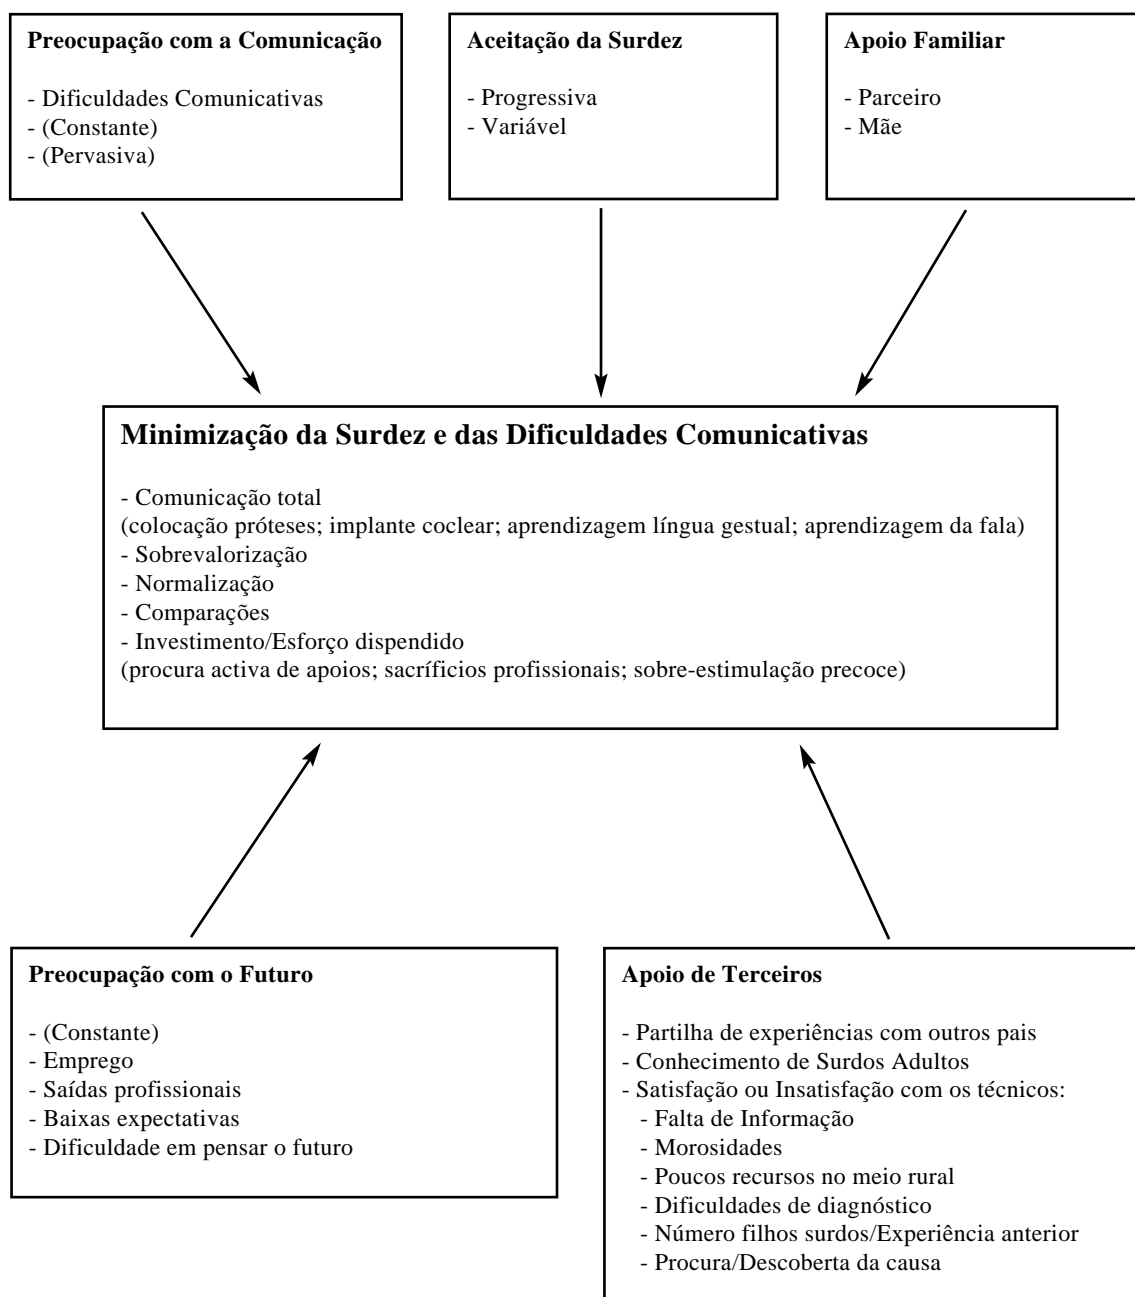 Preocupação com a Comunicação
- Dificuldades Comunicativas
- (Constante)
- (Pervasiva)
Aceitação da Surdez
- Progressiva
- Variável
Apoio Familiar
- Parceiro
- Mãe
Minimização da Surdez e das Dificuldades Comunicativas
- Comunicação total
(colocação próteses; implante coclear; aprendizagem língua gestual; aprendizagem da fala)
- Sobrevalorização
- Normalização
- Comparações
- Investimento/Esforço dispendido
(procura activa de apoios; sacríficios profissionais; sobre-estimulação precoce)
Preocupação com o Futuro
- (Constante)
- Emprego
- Saídas profissionais
- Baixas expectativas
- Dificuldade em pensar o futuro
Apoio de Terceiros
- Partilha de experiências com outros pais
- Conhecimento de Surdos Adultos
- Satisfação ou Insatisfação com os técnicos:
- Falta de Informação
- Morosidades
- Poucos recursos no meio rural
- Dificuldades de diagnóstico
- Número filhos surdos/Experiência anterior
- Procura/Descoberta da causa